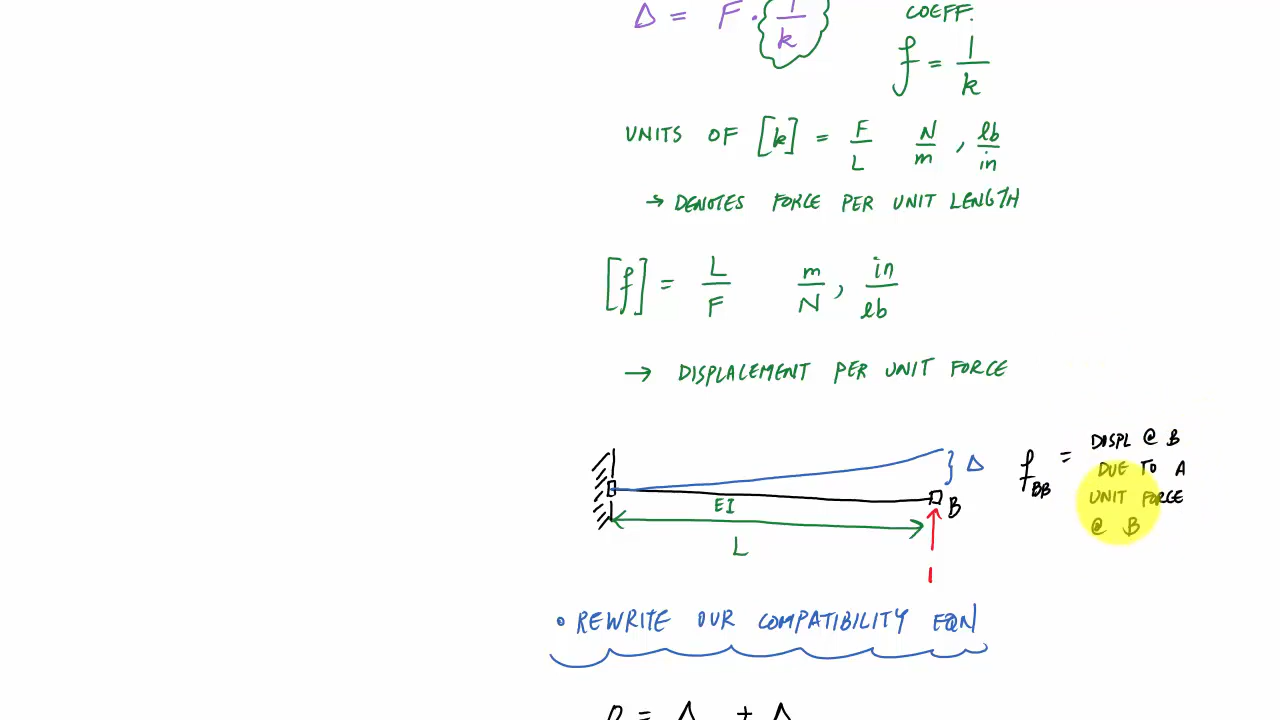 Δ = F · 1/k
COEFF.
f = 1/k
UNITS OF [k] = F/L N/m , lb/in
→ DENOTES FORCE PER UNIT LENGTH
[f] = L/F m/N , in/lb
→ DISPLACEMENT PER UNIT FORCE
} Δ
B
EI
L
1
f_BB = DISPL @ B
DUE TO A
UNIT FORCE
@ B
• REWRITE OUR COMPATIBILITY EQN
= Δ + Δ